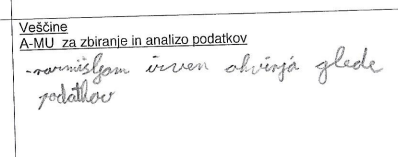 Veščine
A-MU za zbiranje in analizo podatkov
-razmišljam izven okvirja glede
podatkov